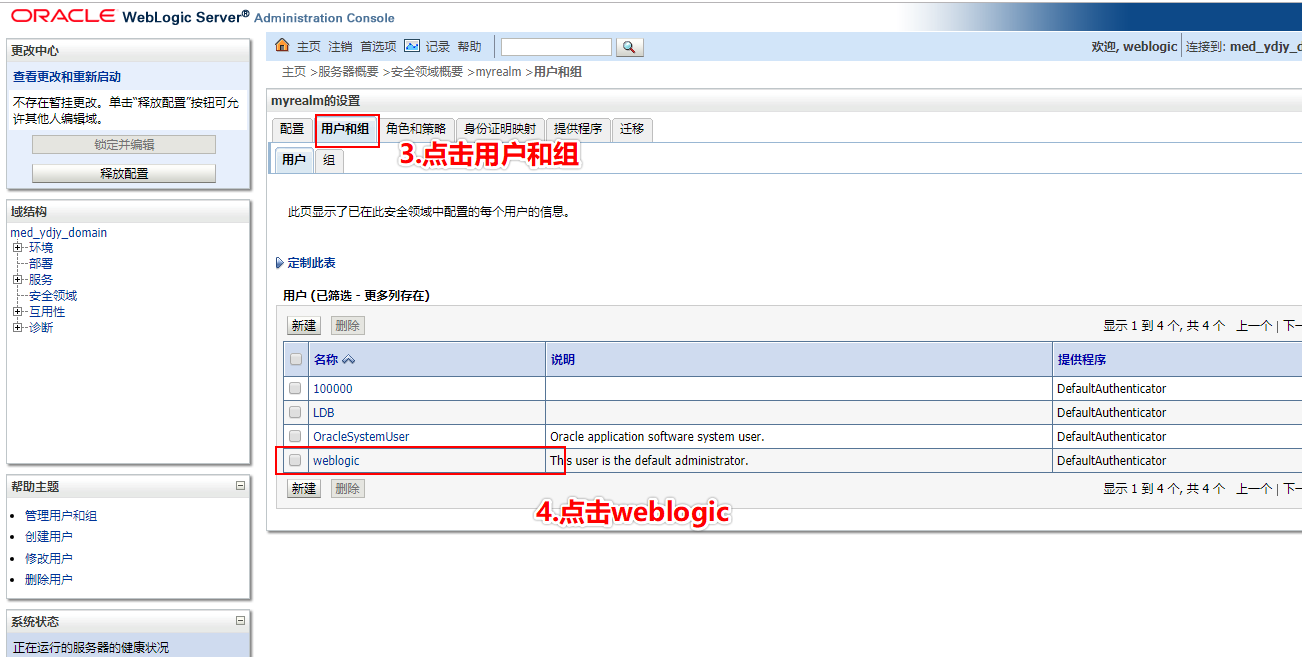 ORACLE WebLogic Server® Administration Console
更改中心
查看更改和重新启动
不存在暂挂更改。单击“释放配置”按钮可允
许其他人编辑域。
锁定并编辑
释放配置
域结构
med_ydjy_domain
环境
部署
服务
安全领域
互用性
诊断
帮助主题
管理用户和组
创建用户
修改用户
删除用户
系统状态
正在运行的服务器的健康状况
主页 注销 首选项 记录 帮助
欢迎, weblogic 连接到: med_ydjy_d
主页 >服务器概要 >安全领域概要 >myrealm >用户和组
myrealm的设置
配置 用户和组 角色和策略 身份证明映射 提供程序 迁移
3.点击用户和组
用户 组
此页显示了已在此安全领域中配置的每个用户的信息。
定制此表
用户 (已筛选 - 更多列存在)
新建 删除 显示 1 到 4 个, 共 4 个 上一个 | 下一
名称 说明 提供程序
100000 DefaultAuthenticator
LDB DefaultAuthenticator
OracleSystemUser Oracle application software system user. DefaultAuthenticator
weblogic This user is the default administrator. DefaultAuthenticator
新建 删除 显示 1 到 4 个, 共 4 个 上一个 | 下一
4.点击weblogic